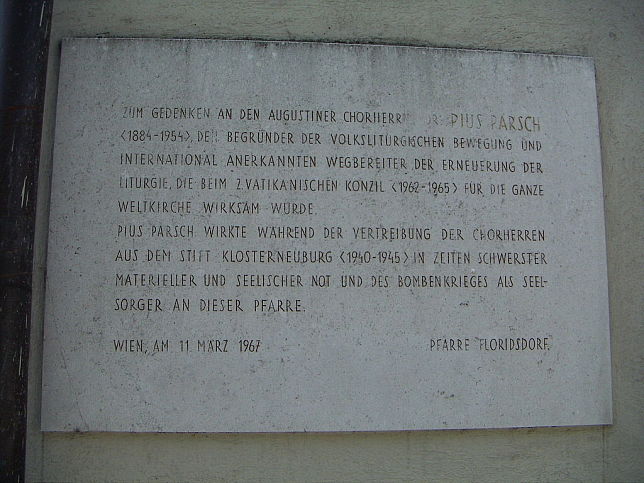 ZUM GEDENKEN AN DEN AUGUSTINER CHORHERRN DR. PIUS PARSCH
<1884-1954>, DEN BEGRÜNDER DER VOLKSLITURGISCHEN BEWEGUNG UND
INTERNATIONAL ANERKANNTEN WEGBEREITER DER ERNEUERUNG DER
LITURGIE, DIE BEIM 2. VATIKANISCHEN KONZIL <1962-1965> FÜR DIE GANZE
WELTKIRCHE WIRKSAM WURDE.
PIUS PARSCH WIRKTE WÄHREND DER VERTREIBUNG DER CHORHERREN
AUS DEM STIFT KLOSTERNEUBURG <1940-1945> IN ZEITEN SCHWERSTER
MATERIELLER UND SEELISCHER NOT UND DES BOMBENKRIEGES ALS SEEL-
SORGER AN DIESER PFARRE.
WIEN, AM 11. MÄRZ 1967 PFARRE FLORIDSDORF.